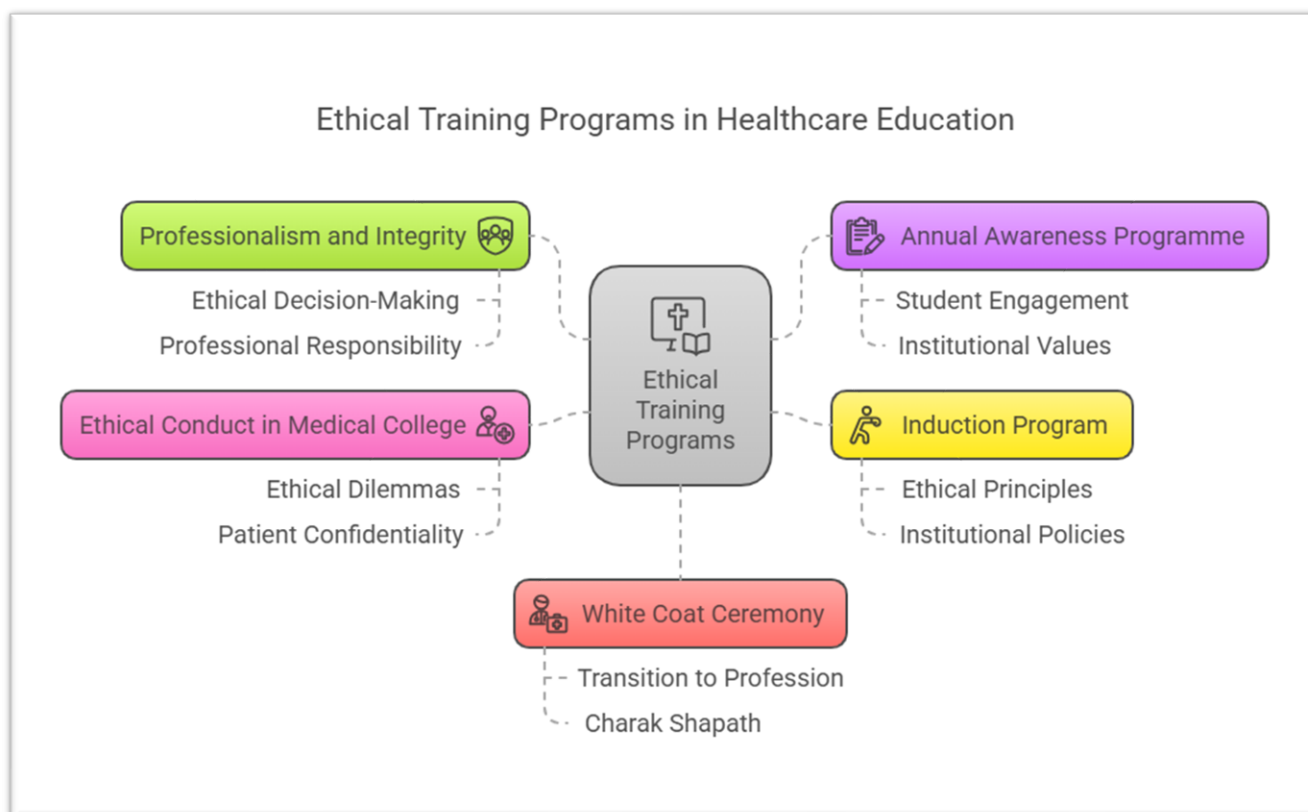 Ethical Training Programs in Healthcare Education
Professionalism and Integrity
Ethical Decision-Making
Professional Responsibility
Ethical Conduct in Medical College
Ethical Dilemmas
Patient Confidentiality
Ethical
Training
Programs
Annual Awareness Programme
Student Engagement
Institutional Values
Induction Program
Ethical Principles
Institutional Policies
White Coat Ceremony
Transition to Profession
Charak Shapath